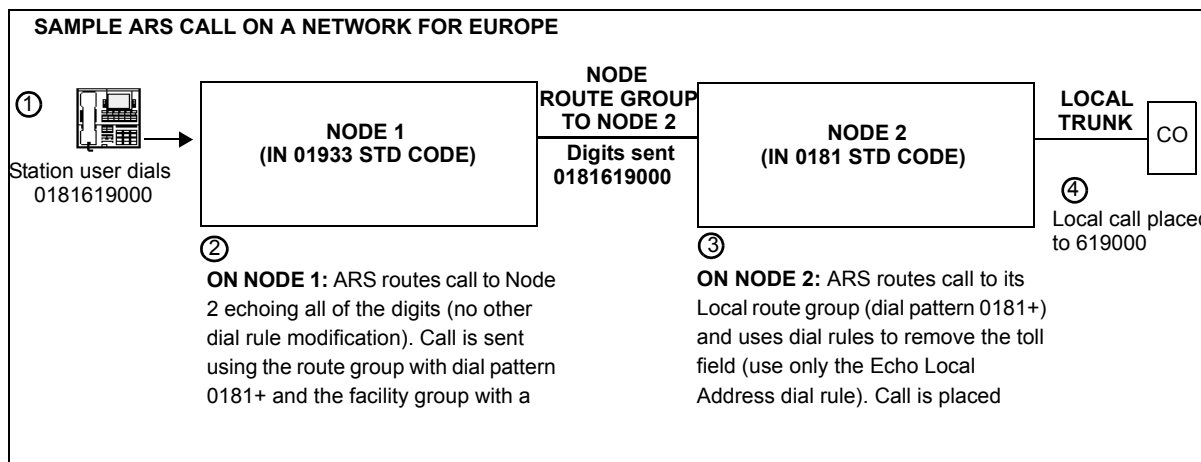 SAMPLE ARS CALL ON A NETWORK FOR EUROPE
1
Station user dials
0181619000
NODE 1
(IN 01933 STD CODE)
NODE
ROUTE GROUP
TO NODE 2
Digits sent
0181619000
NODE 2
(IN 0181 STD CODE)
LOCAL
TRUNK
CO
4
Local call placed
to 619000
2
ON NODE 1: ARS routes call to Node
2 echoing all of the digits (no other
dial rule modification). Call is sent
using the route group with dial pattern
0181+ and the facility group with a
3
ON NODE 2: ARS routes call to its
Local route group (dial pattern 0181+)
and uses dial rules to remove the toll
field (use only the Echo Local
Address dial rule). Call is placed